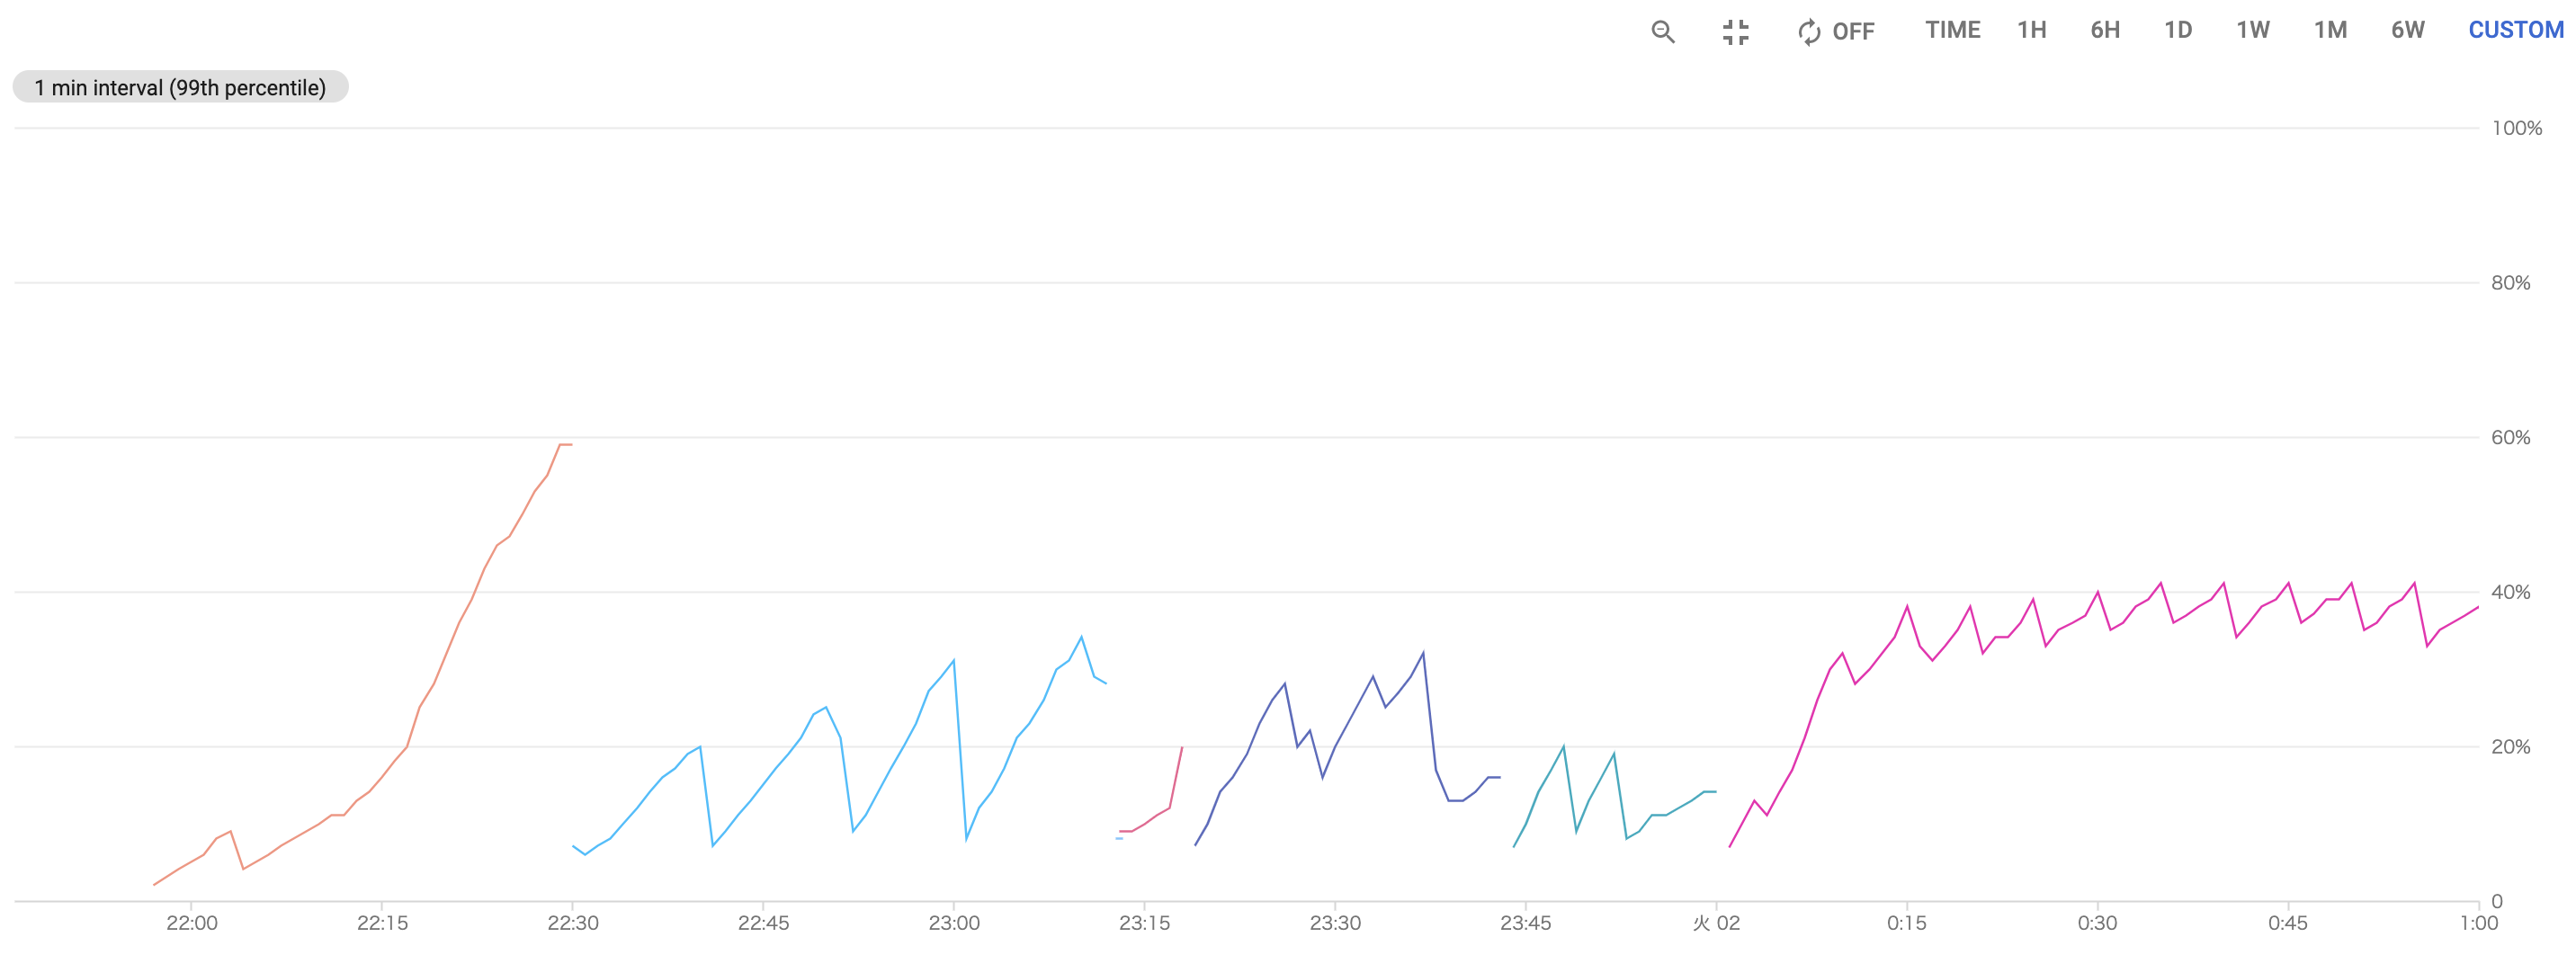 OFF TIME 1H 6H 1D 1W 1M 6W CUSTOM
1 min interval (99th percentile)
100%
80%
60%
40%
20%
0
22:00 22:15 22:30 22:45 23:00 23:15 23:30 23:45 火 02 0:15 0:30 0:45 1:00